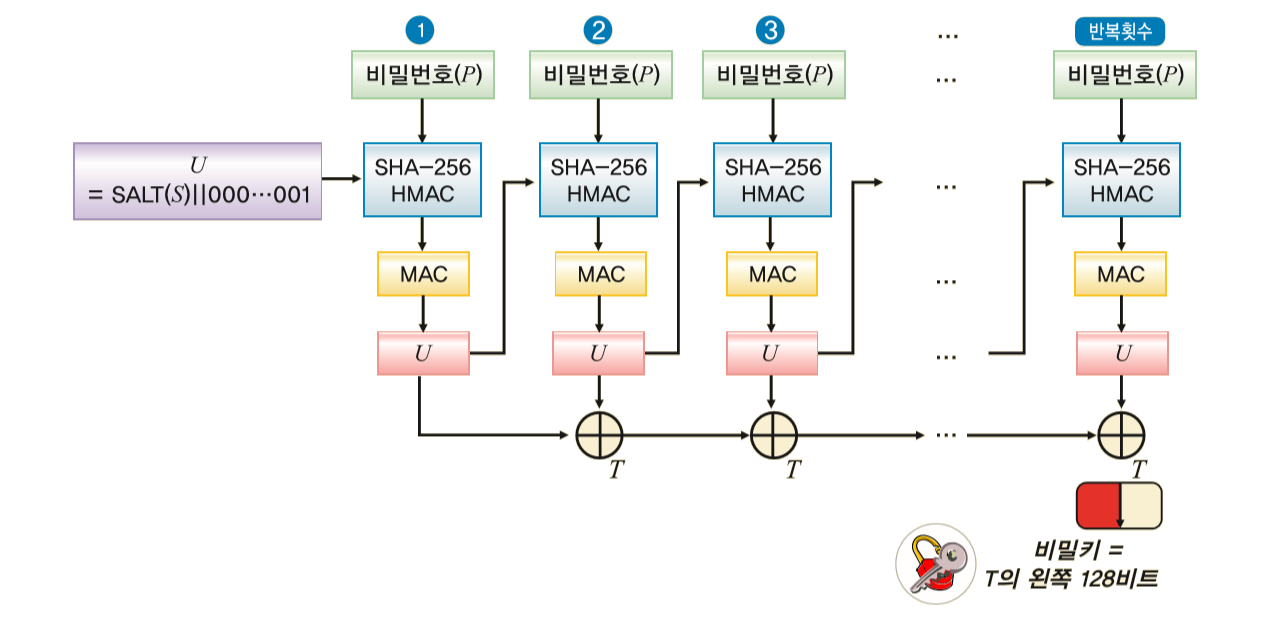 1 2 3 … 반복횟수
비밀번호(P) 비밀번호(P) 비밀번호(P) … 비밀번호(P)
U
= SALT(S)||000…001
SHA–256
HMAC
SHA–256
HMAC
SHA–256
HMAC
…
SHA–256
HMAC
MAC MAC MAC … MAC
U U U … U
…
T T T
비밀키 =
T의 왼쪽 128비트